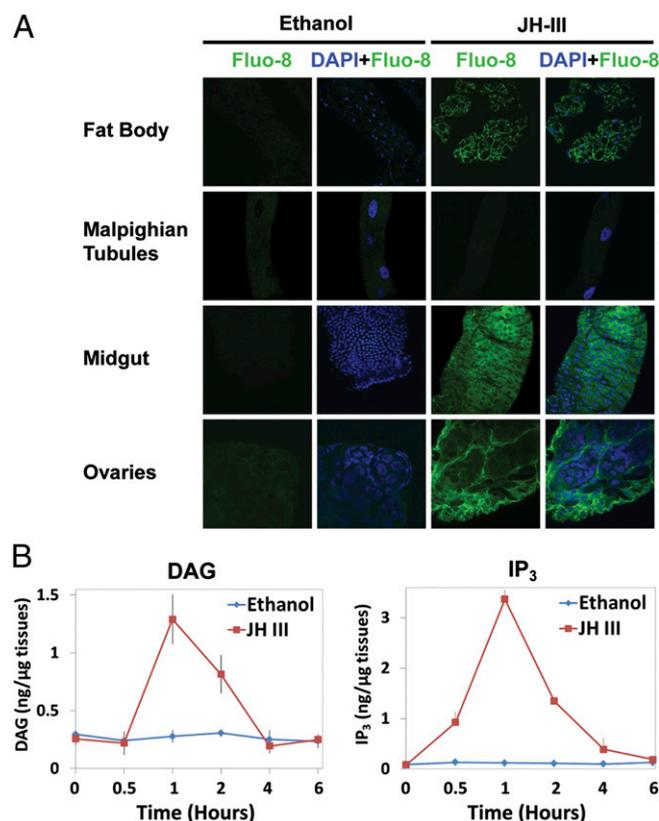 A
Ethanol JH-III
Fluo-8 DAPI+Fluo-8 Fluo-8 DAPI+Fluo-8
Fat Body
Malpighian
Tubules
Midgut
Ovaries
B
DAG
1.5
1
0.5
0
DAG (ng/µg tissues)
Ethanol
JH III
0 0.5 1 2 4 6
Time (Hours)
IP3
3
2
1
0
IP3 (ng/µg tissues)
Ethanol
JH III
0 0.5 1 2 4 6
Time (Hours)